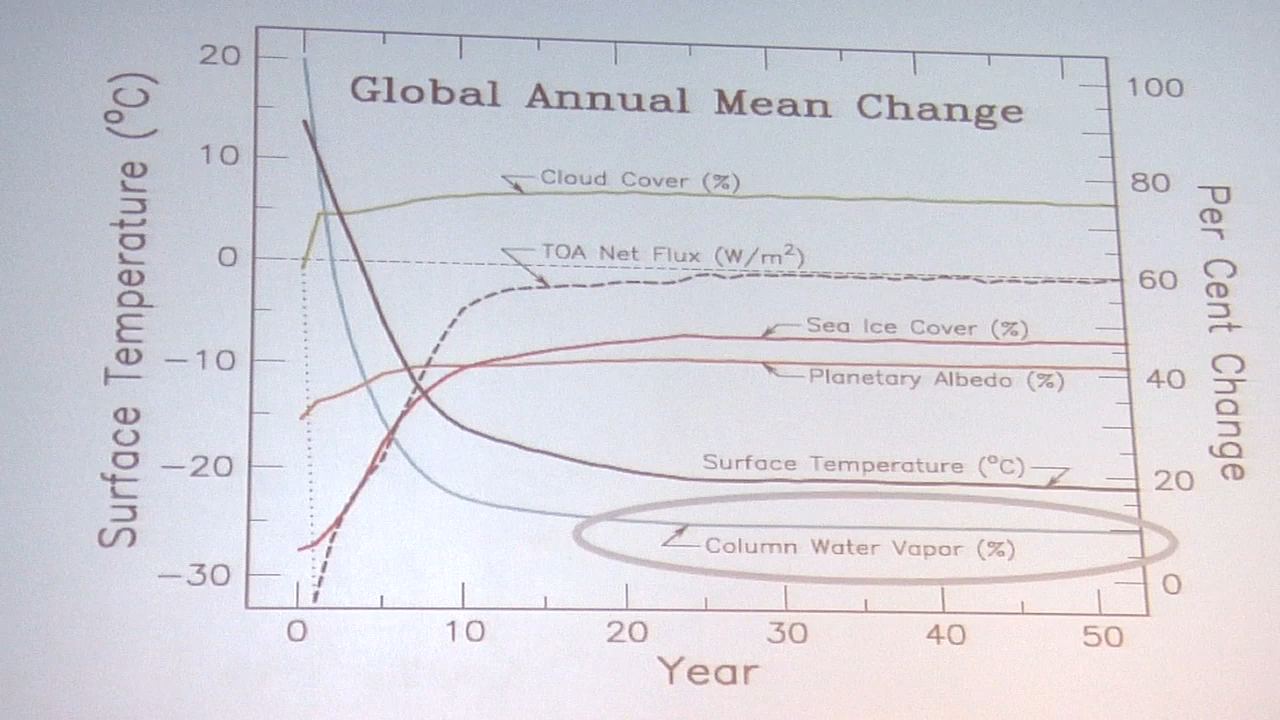 Global Annual Mean Change
Surface Temperature (°C)
20
10
0
−10
−20
−30
Cloud Cover (%)
TOA Net Flux (W/m²)
Sea Ice Cover (%)
Planetary Albedo (%)
Surface Temperature (°C)
Column Water Vapor (%)
100
80
60
40
20
0
Per Cent Change
0 10 20 30 40 50
Year